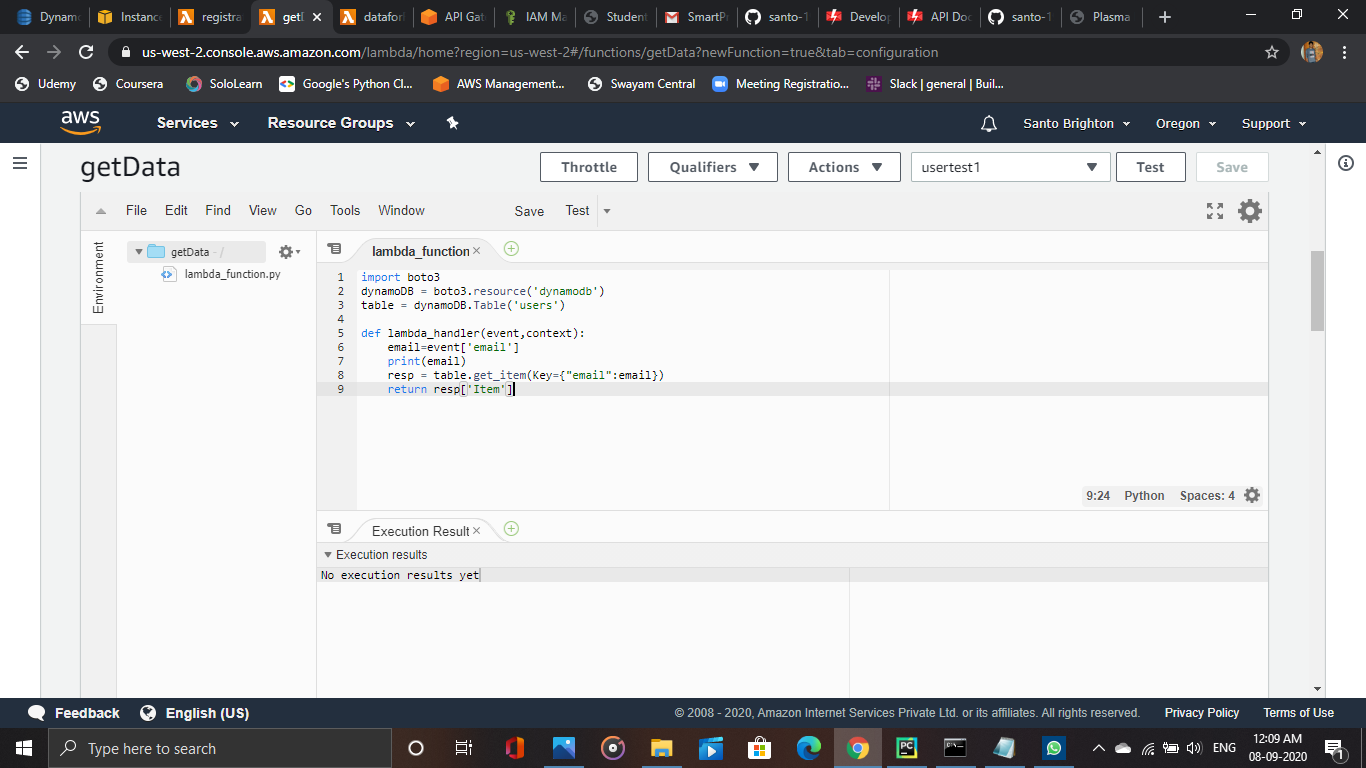 Dynam
Instanc
registra
getD
datafor
API Gat
IAM Ma
Student
SmartPr
santo-1
Develop
API Doc
santo-1
Plasma
us-west-2.console.aws.amazon.com/lambda/home?region=us-west-2#/functions/getData?newFunction=true&tab=configuration
Udemy
Coursera
SoloLearn
Google's Python Cl...
AWS Management...
Swayam Central
Meeting Registratio...
Slack | general | Buil...
aws
Services
Resource Groups
Santo Brighton
Oregon
Support
getData
Throttle
Qualifiers
Actions
usertest1
Test
Save
File Edit Find View Go Tools Window
Save
Test
Environment
getData - /
lambda_function.py
lambda_function
1 import boto3
2 dynamoDB = boto3.resource('dynamodb')
3 table = dynamoDB.Table('users')
4
5 def lambda_handler(event,context):
6 email=event['email']
7 print(email)
8 resp = table.get_item(Key={"email":email})
9 return resp['Item']
9:24 Python Spaces: 4
Execution Result
Execution results
No execution results yet
Feedback
English (US)
© 2008 - 2020, Amazon Internet Services Private Ltd. or its affiliates. All rights reserved.
Privacy Policy
Terms of Use
Type here to search
PC
ENG
12:09 AM
08-09-2020
1